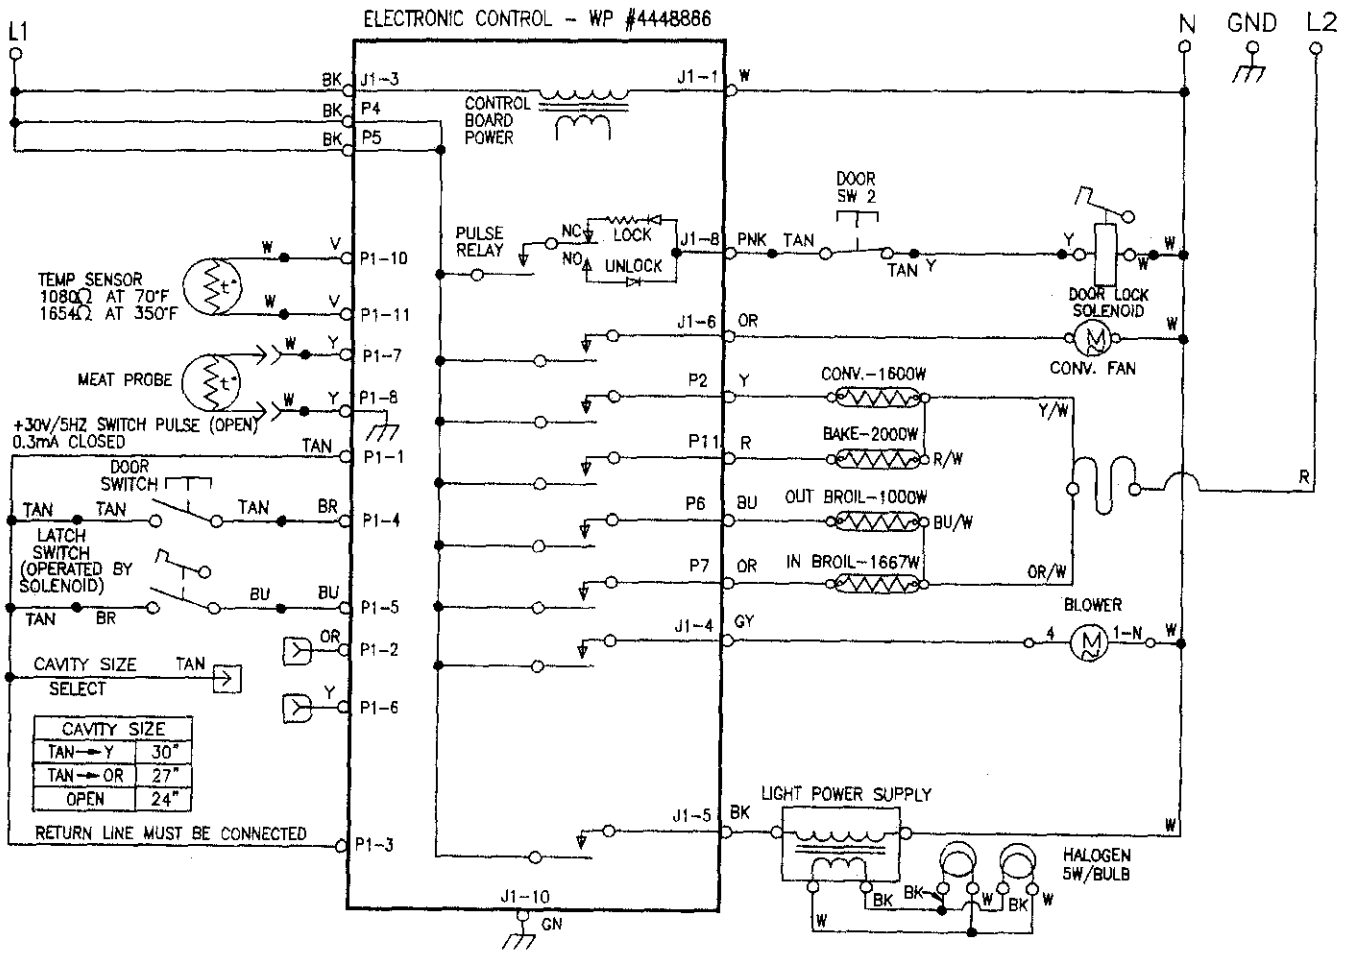 ELECTRONIC CONTROL - WP #4448886
L1
N
GND
L2
BK
J1-3
J1-1
W
BK
P4
CONTROL
BOARD
POWER
BK
P5
DOOR
SW 2
PULSE
RELAY
NC
LOCK
NO
UNLOCK
J1-8
PNK
TAN
TAN
Y
Y
W
W
DOOR LOCK
SOLENOID
W
V
P1-10
TEMP SENSOR
1080Ω AT 70°F
1654Ω AT 350°F
t°
W
V
P1-11
J1-6
OR
W
CONV. FAN
M
MEAT PROBE
t°
W
Y
P1-7
W
Y
P1-8
P2
Y
CONV.-1600W
Y/W
+30V/5HZ SWITCH PULSE (OPEN)
0.3mA CLOSED
TAN
P1-1
P11
R
BAKE-2000W
R/W
R
DOOR
SWITCH
TAN
TAN
TAN
BR
P1-4
P6
BU
OUT BROIL-1000W
BU/W
LATCH
SWITCH
(OPERATED BY
SOLENOID)
TAN
BR
BU
BU
P1-5
P7
OR
IN BROIL-1667W
OR/W
OR
P1-2
J1-4
GY
BLOWER
4
M
1-N
W
CAVITY SIZE
SELECT
TAN
Y
P1-6
CAVITY SIZE
TAN→Y 30"
TAN→OR 27"
OPEN 24"
RETURN LINE MUST BE CONNECTED
P1-3
J1-5
BK
LIGHT POWER SUPPLY
W
HALOGEN
5W/BULB
W
BK
BK
W
BK
W
J1-10
GN